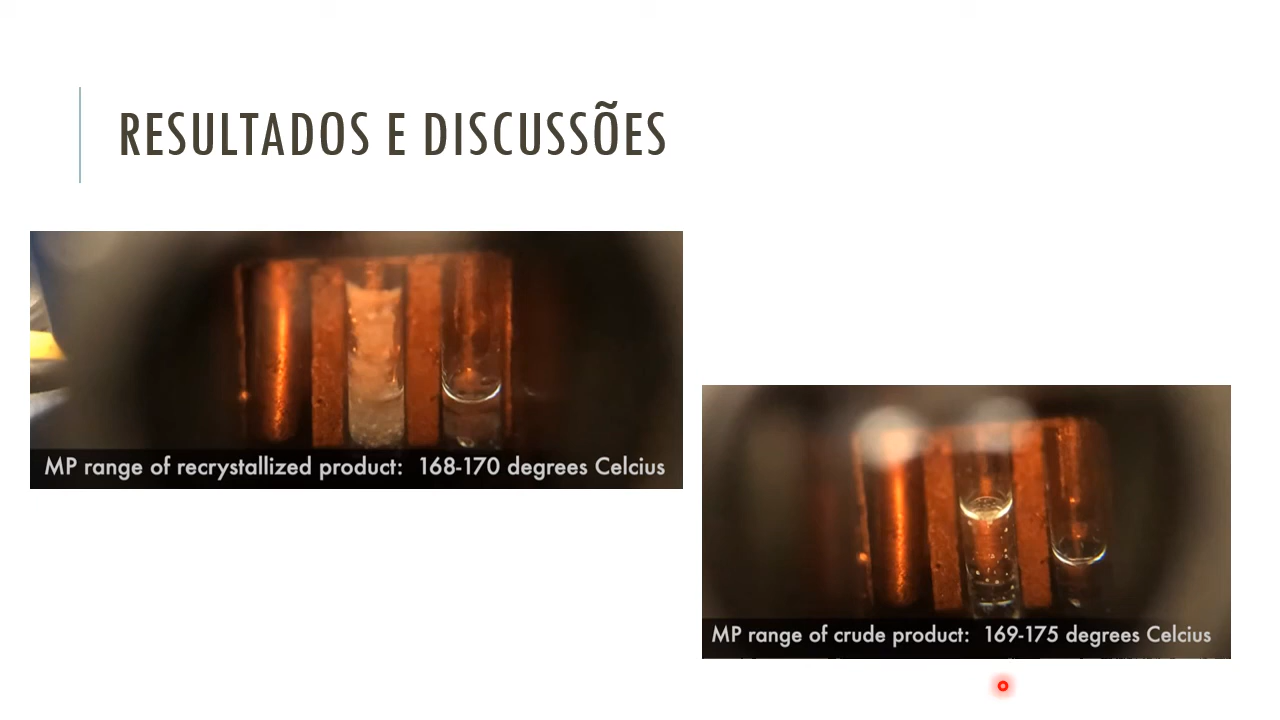 RESULTADOS E DISCUSSÕES
MP range of recrystallized product: 168-170 degrees Celcius
MP range of crude product: 169-175 degrees Celcius